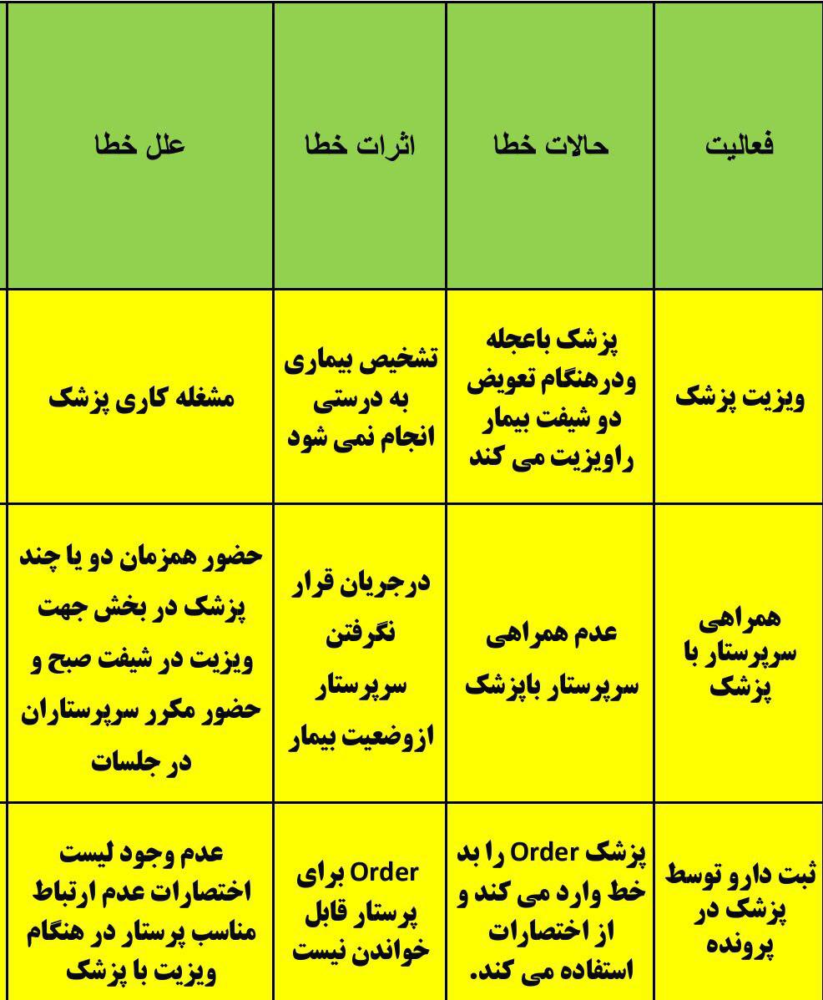 فعالیت
حالات خطا
اثرات خطا
علل خطا
ویزیت پزشک
پزشک باعجله
ودرهنگام تعویض
دو شیفت بیمار
راویزیت می کند
تشخیص بیماری
به درستی
انجام نمی شود
مشغله کاری پزشک
همراهی
سرپرستار با
پزشک
عدم همراهی
سرپرستار باپزشک
درجریان قرار
نگرفتن
سرپرستار
ازوضعیت بیمار
حضور همزمان دو یا چند
پزشک در بخش جهت
ویزیت در شیفت صبح و
حضور مکرر سرپرستاران
در جلسات
ثبت دارو توسط
پزشک در
پرونده
پزشک Order را بد
خط وارد می کند و
از اختصارات
استفاده می کند.
Order برای
پرستار قابل
خواندن نیست
عدم وجود لیست
اختصارات عدم ارتباط
مناسب پرستار در هنگام
ویزیت با پزشک